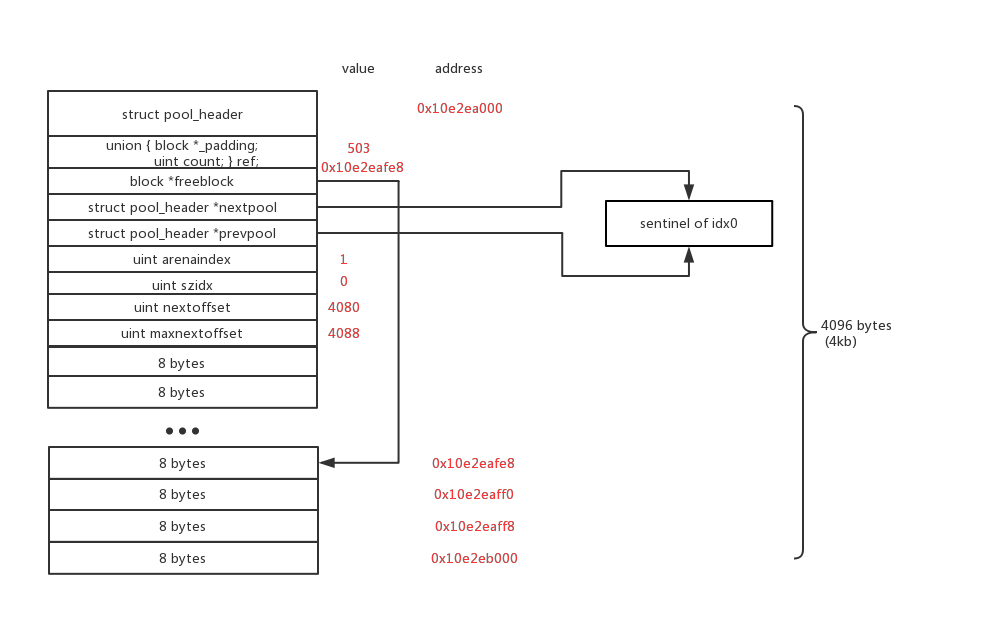 value address
struct pool_header 0x10e2ea000
union { block *_padding;
uint count; } ref; 503
0x10e2eafe8
block *freeblock
struct pool_header *nextpool
struct pool_header *prevpool
sentinel of idx0
uint arenaindex 1
uint szidx 0
uint nextoffset 4080
uint maxnextoffset 4088
4096 bytes
(4kb)
8 bytes
8 bytes
8 bytes 0x10e2eafe8
8 bytes 0x10e2eaff0
8 bytes 0x10e2eaff8
8 bytes 0x10e2eb000